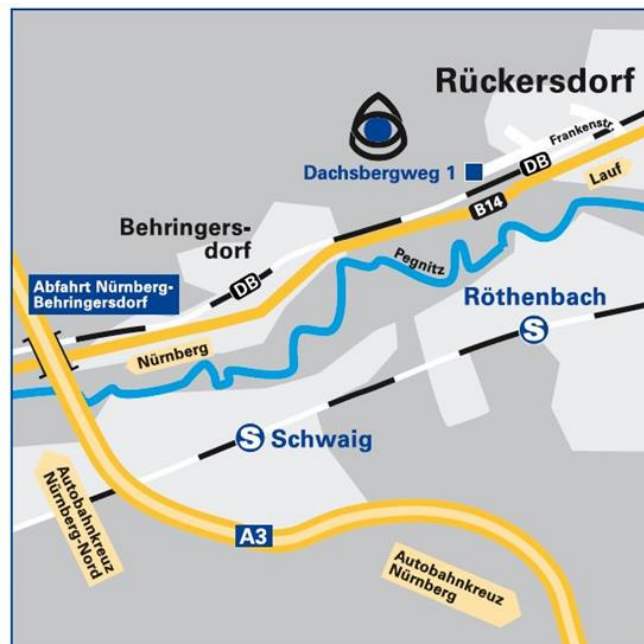 Rückersdorf
Frankenstr.
DB
Dachsbergweg 1
Lauf
B14
Behringers-
dorf
Pegnitz
DB
Abfahrt Nürnberg-
Behringersdorf
Röthenbach
S
Nürnberg
S Schwaig
Autobahnkreuz
Nürnberg-Nord
A3
Autobahnkreuz
Nürnberg